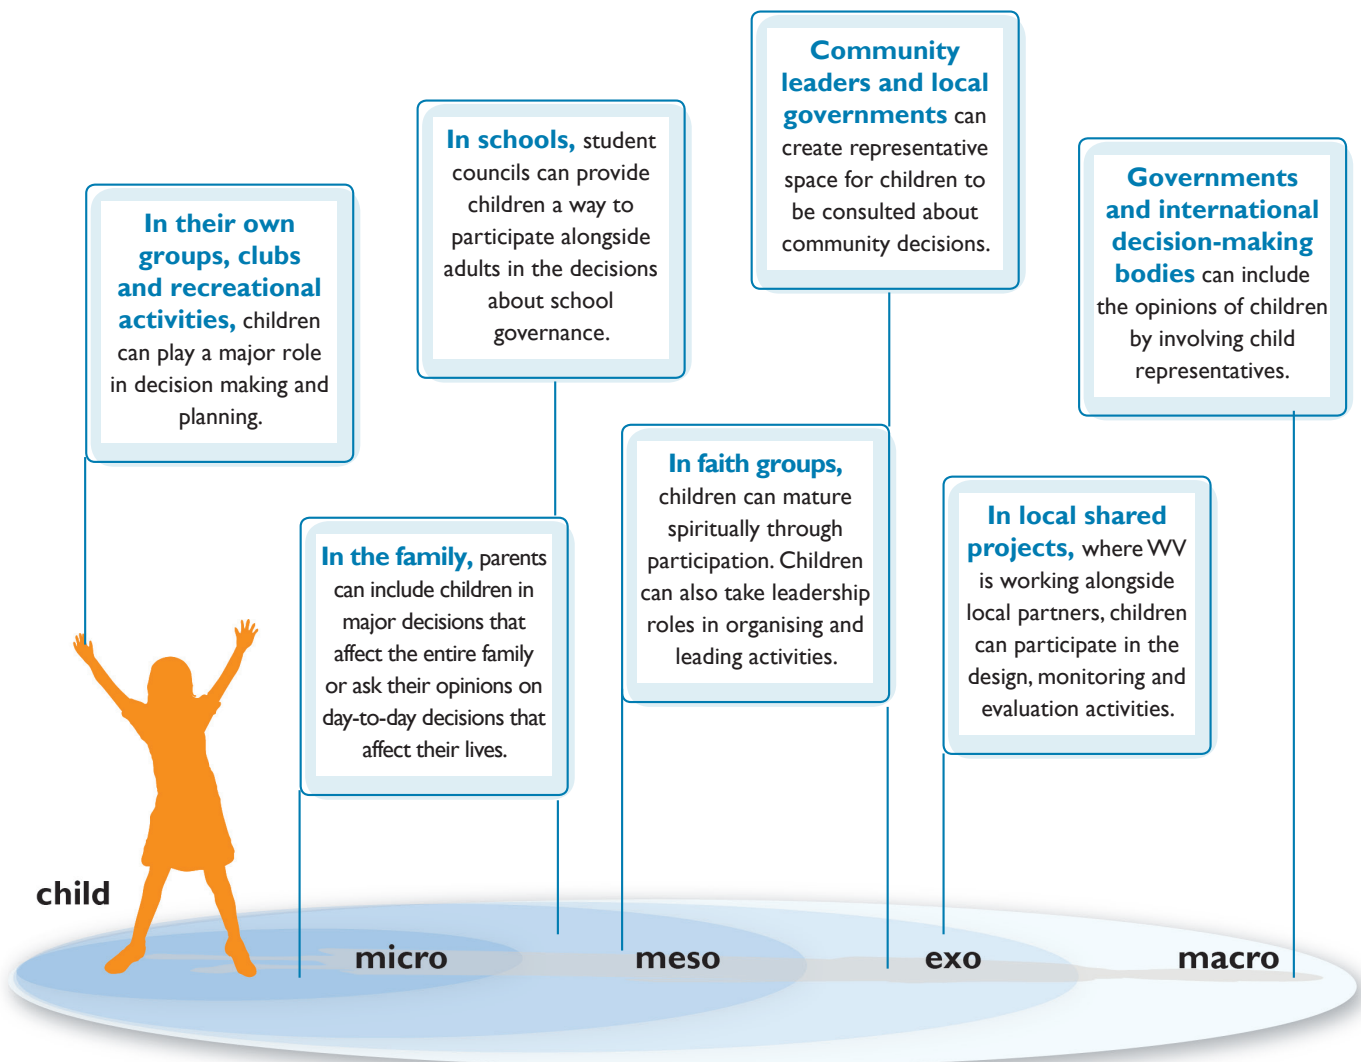 In their own
groups, clubs
and recreational
activities, children
can play a major role
in decision making and
planning.
In the family, parents
can include children in
major decisions that
affect the entire family
or ask their opinions on
day-to-day decisions that
affect their lives.
In schools, student
councils can provide
children a way to
participate alongside
adults in the decisions
about school
governance.
In faith groups,
children can mature
spiritually through
participation. Children
can also take leadership
roles in organising and
leading activities.
Community
leaders and local
governments can
create representative
space for children to
be consulted about
community decisions.
In local shared
projects, where WV
is working alongside
local partners, children
can participate in the
design, monitoring and
evaluation activities.
Governments
and international
decision-making
bodies can include
the opinions of children
by involving child
representatives.
child
micro
meso
exo
macro